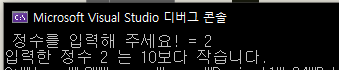 Microsoft Visual Studio 디버그 콘솔
정수를 입력해 주세요! = 2
입력한 정수 2 는 10보다 작습니다.